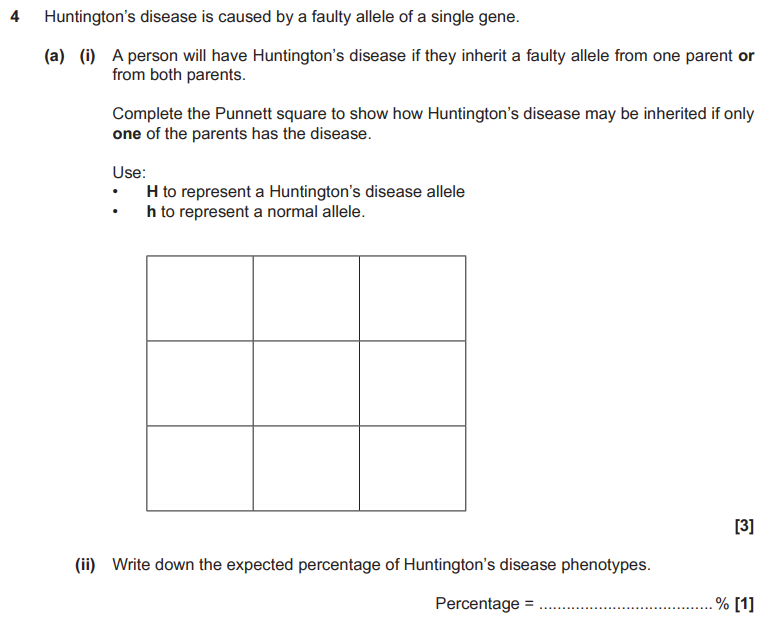 4 Huntington’s disease is caused by a faulty allele of a single gene.
(a) (i) A person will have Huntington’s disease if they inherit a faulty allele from one parent or
from both parents.
Complete the Punnett square to show how Huntington’s disease may be inherited if only
one of the parents has the disease.
Use:
• H to represent a Huntington’s disease allele
• h to represent a normal allele.
[3]
(ii) Write down the expected percentage of Huntington’s disease phenotypes.
Percentage = ...................................... % [1]